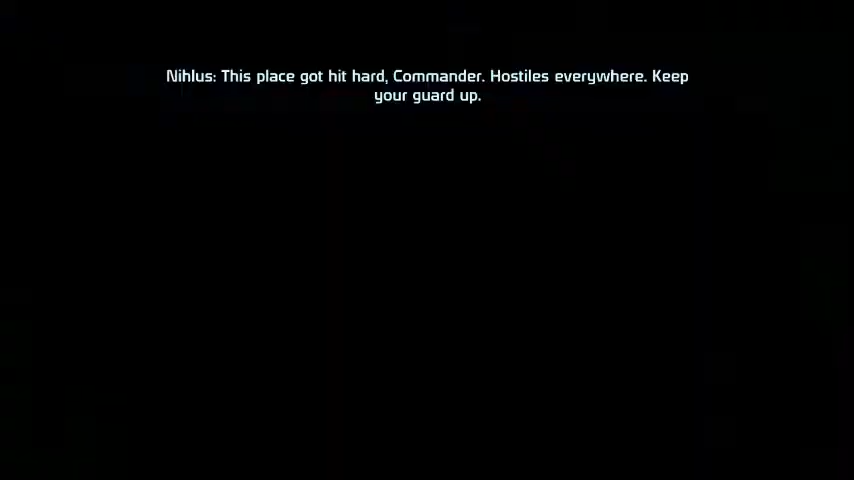 Nihlus: This place got hit hard, Commander. Hostiles everywhere. Keep
your guard up.